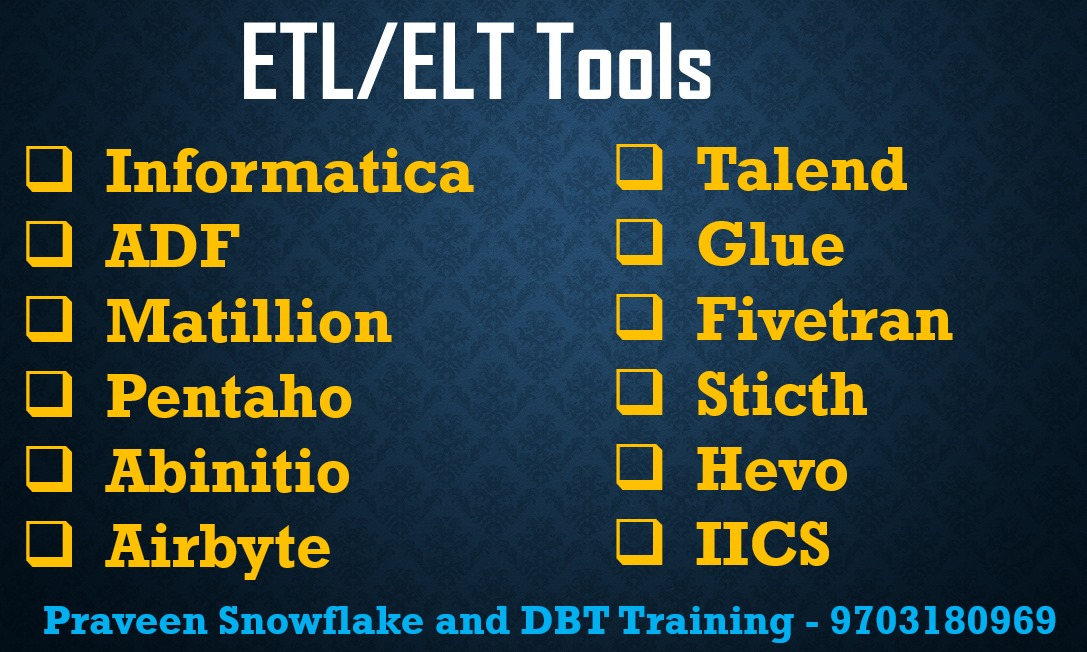 ETL/ELT Tools
Informatica
ADF
Matillion
Pentaho
Abinitio
Airbyte
Talend
Glue
Fivetran
Sticth
Hevo
IICS
Praveen Snowflake and DBT Training - 9703180969